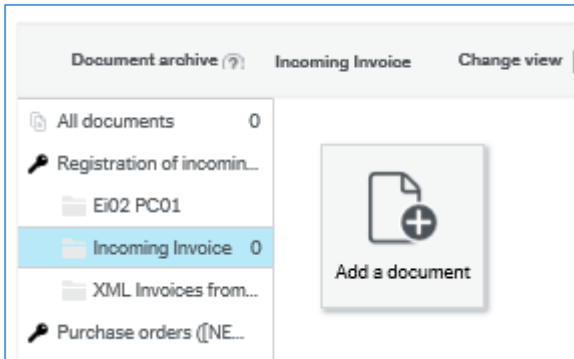 Document archive (?) Incoming Invoice Change view
All documents 0
Registration of incomin...
Ei02 PC01
Incoming Invoice 0
XML Invoices from...
Purchase orders ([NE...
Add a document